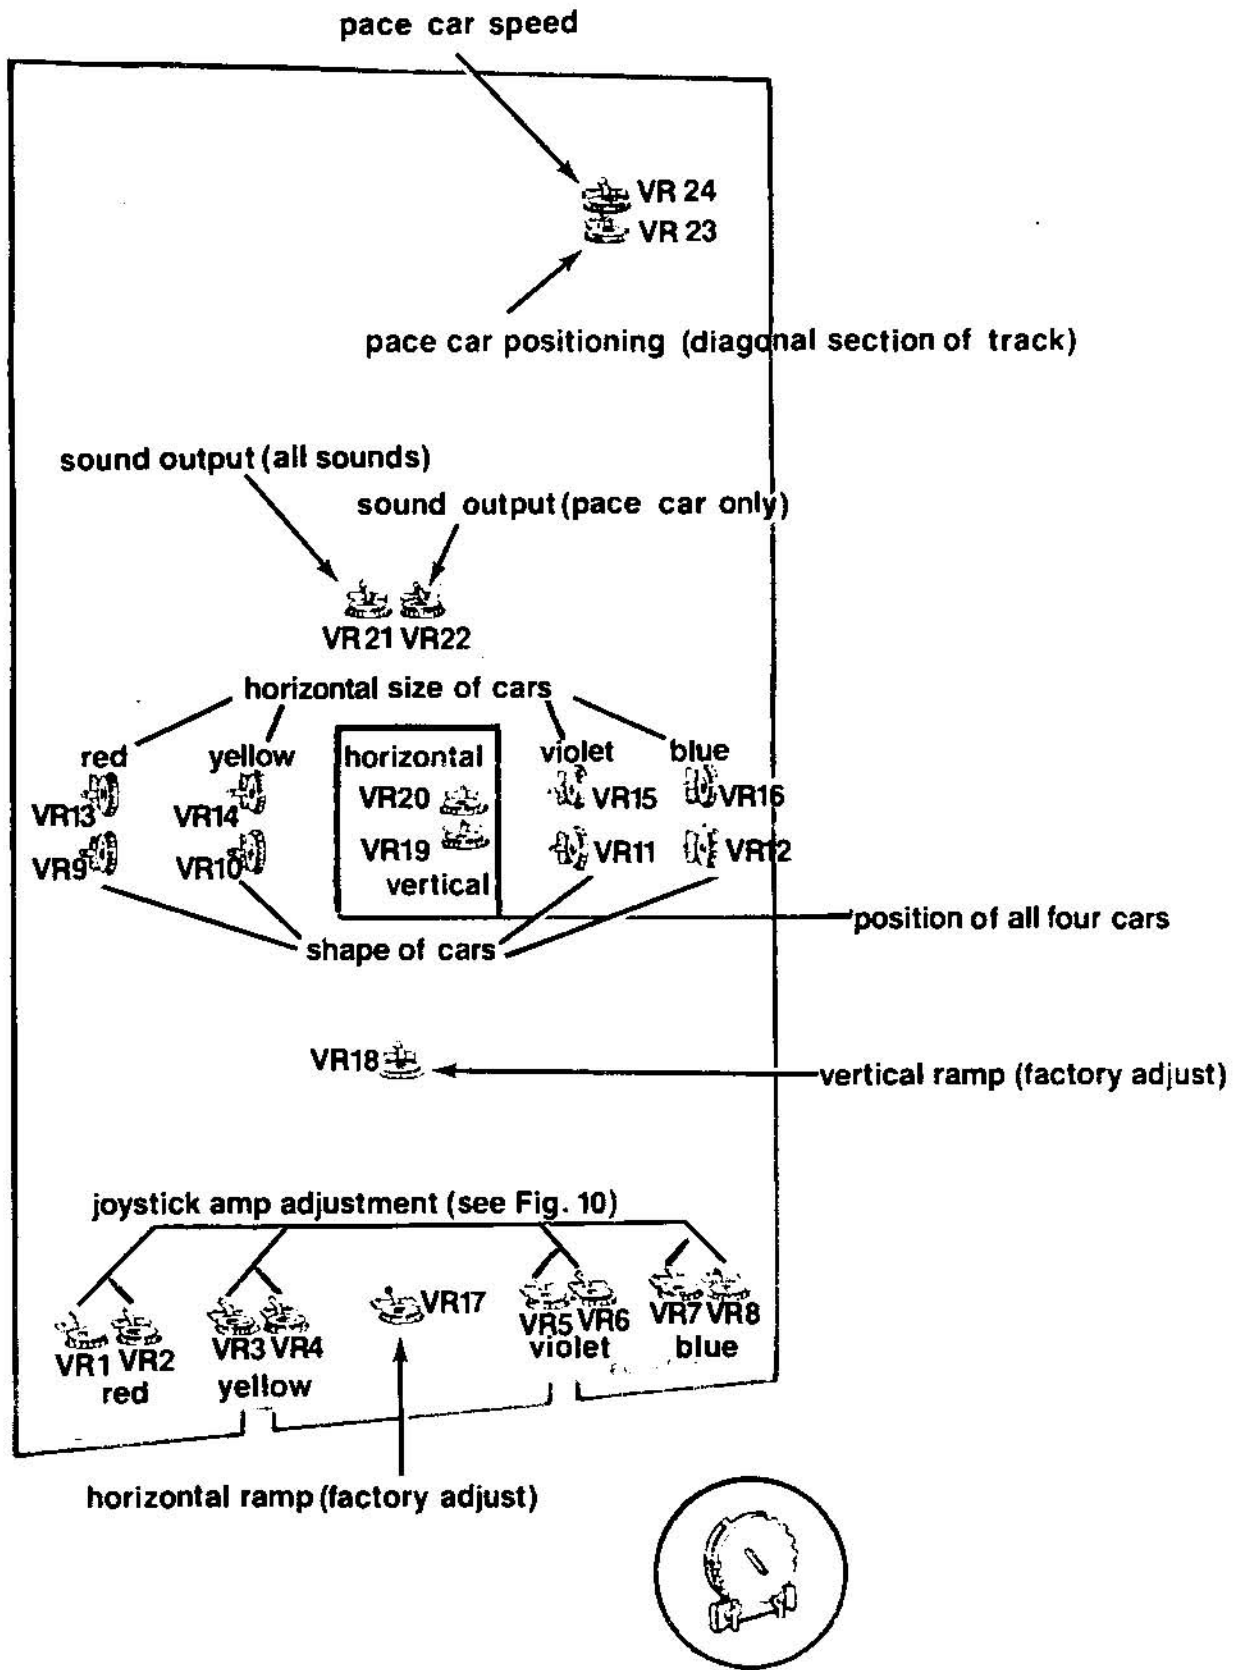 pace car speed
VR 24
VR 23
pace car positioning (diagonal section of track)
sound output (all sounds)
sound output (pace car only)
VR21 VR22
horizontal size of cars
red yellow horizontal violet blue
VR13 VR14 VR20 VR15 VR16
VR9 VR10 VR19 VR11 VR12
vertical
position of all four cars
shape of cars
VR18
vertical ramp (factory adjust)
joystick amp adjustment (see Fig. 10)
VR1 VR2 VR3 VR4 VR17 VR5 VR6 VR7 VR8
red yellow violet blue
horizontal ramp (factory adjust)